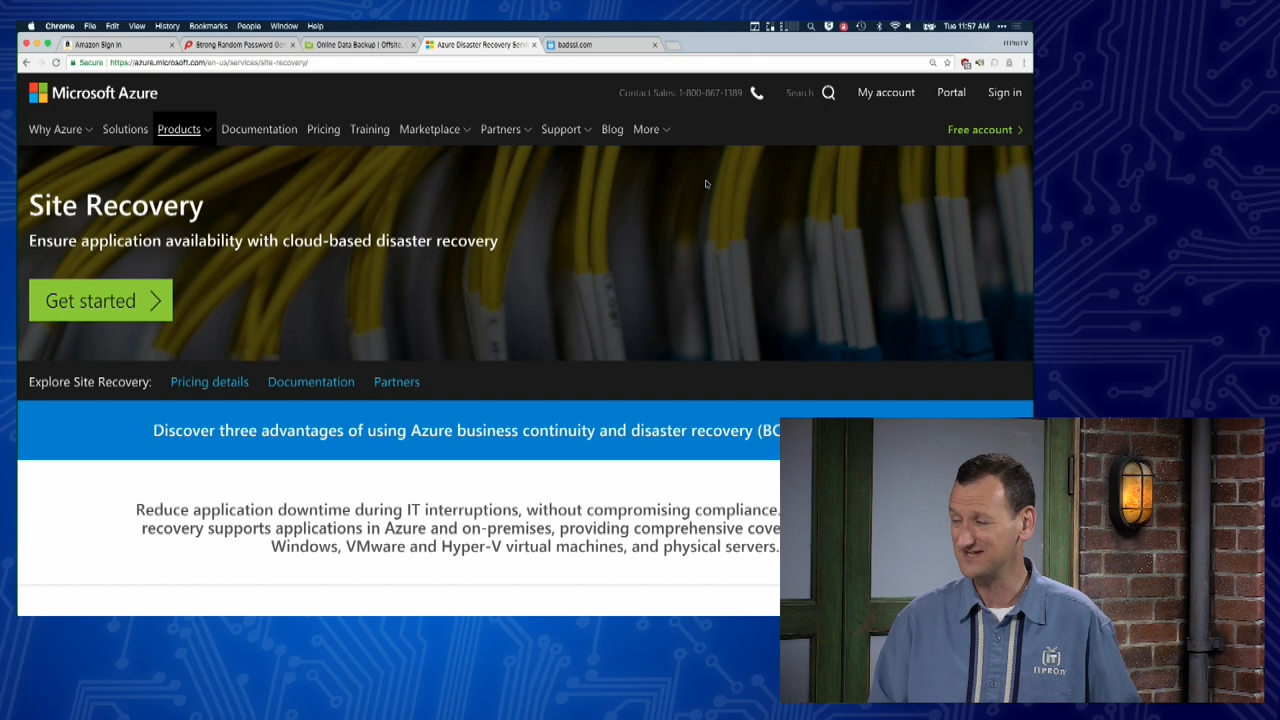 Chrome File Edit View History Bookmarks People Window Help
Tue 11:57 AM
Amazon Sign In
Strong Random Password Ge
Online Data Backup | Offsite,
Azure Disaster Recovery Serv
badssl.com
ITProTV
Secure https://azure.microsoft.com/en-us/services/site-recovery/
Microsoft Azure
Contact Sales: 1-800-867-1389
Search
My account
Portal
Sign in
Why Azure
Solutions
Products
Documentation
Pricing
Training
Marketplace
Partners
Support
Blog
More
Free account
Site Recovery
Ensure application availability with cloud-based disaster recovery
Get started
Explore Site Recovery: Pricing details Documentation Partners
Discover three advantages of using Azure business continuity and disaster recovery (BC
Reduce application downtime during IT interruptions, without compromising compliance.
recovery supports applications in Azure and on-premises, providing comprehensive cove
Windows, VMware and Hyper-V virtual machines, and physical servers.
IT
ITPROTV